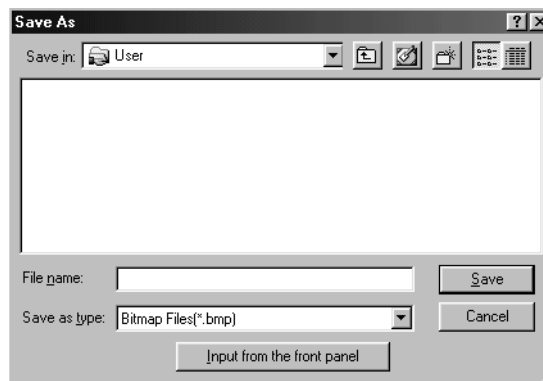 Save As
Save in: User
File name: Save
Save as type: Bitmap Files(*.bmp) Cancel
Input from the front panel